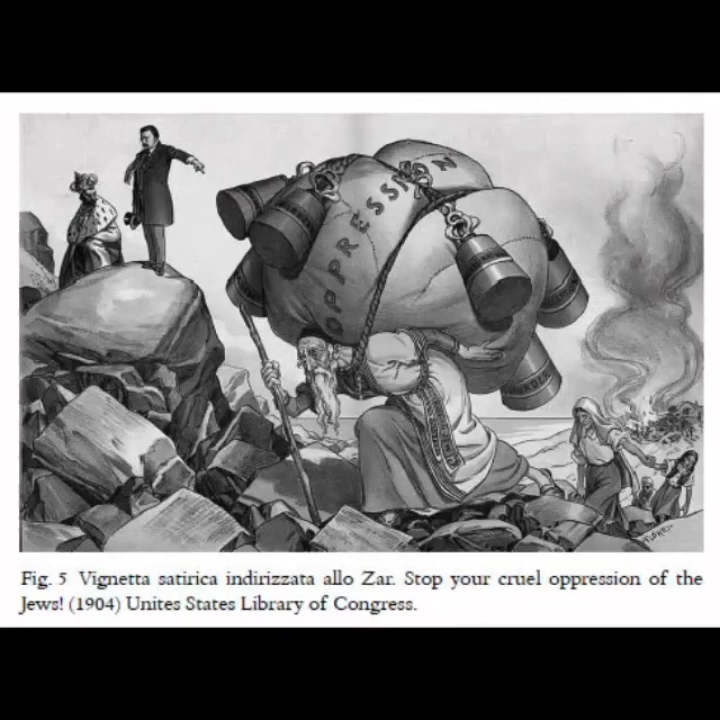 OPPRESSION
Fig. 5 Vignetta satirica indirizzata allo Zar. Stop your cruel oppression of the
Jews! (1904) Unites States Library of Congress.